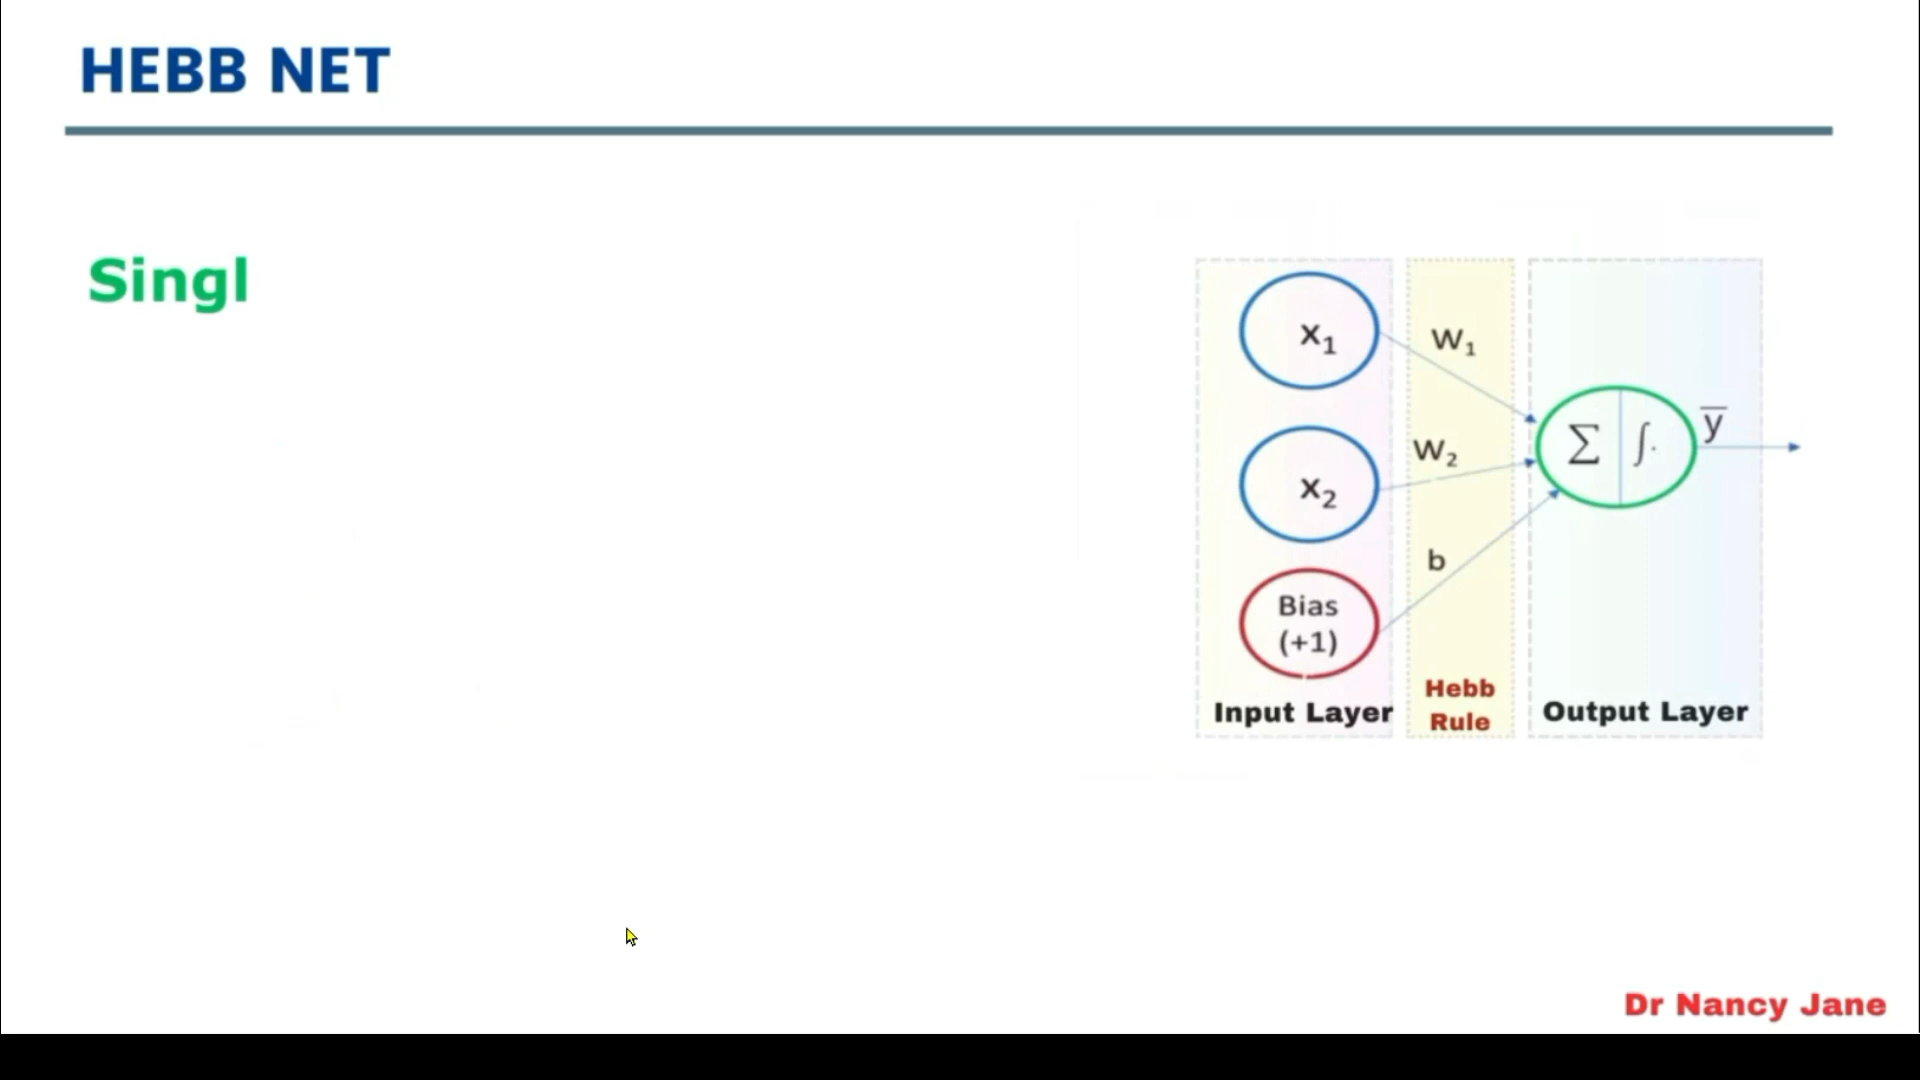 HEBB NET
Singl
x₁
W₁
Σ ∫·
y̅
x₂
W₂
b
Bias
(+1)
Input Layer
Hebb
Rule
Output Layer
Dr Nancy Jane